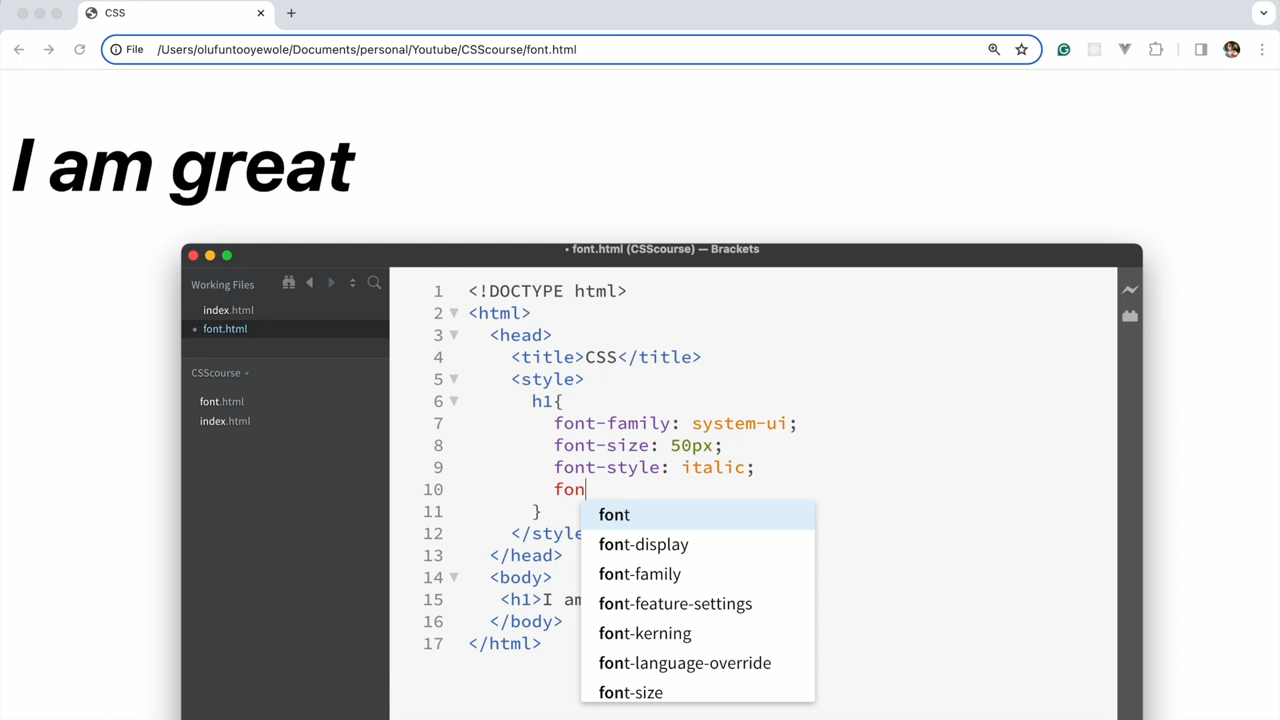 CSS
File /Users/olufuntooyewole/Documents/personal/Youtube/CSScourse/font.html
I am great
• font.html (CSScourse) — Brackets
Working Files
index.html
font.html
CSScourse
font.html
index.html
1 <!DOCTYPE html>
2 <html>
3 <head>
4 <title>CSS</title>
5 <style>
6 h1{
7 font-family: system-ui;
8 font-size: 50px;
9 font-style: italic;
10 fon
11 }
12 </style
13 </head>
14 <body>
15 <h1>I am
16 </body>
17 </html>
font
font-display
font-family
font-feature-settings
font-kerning
font-language-override
font-size